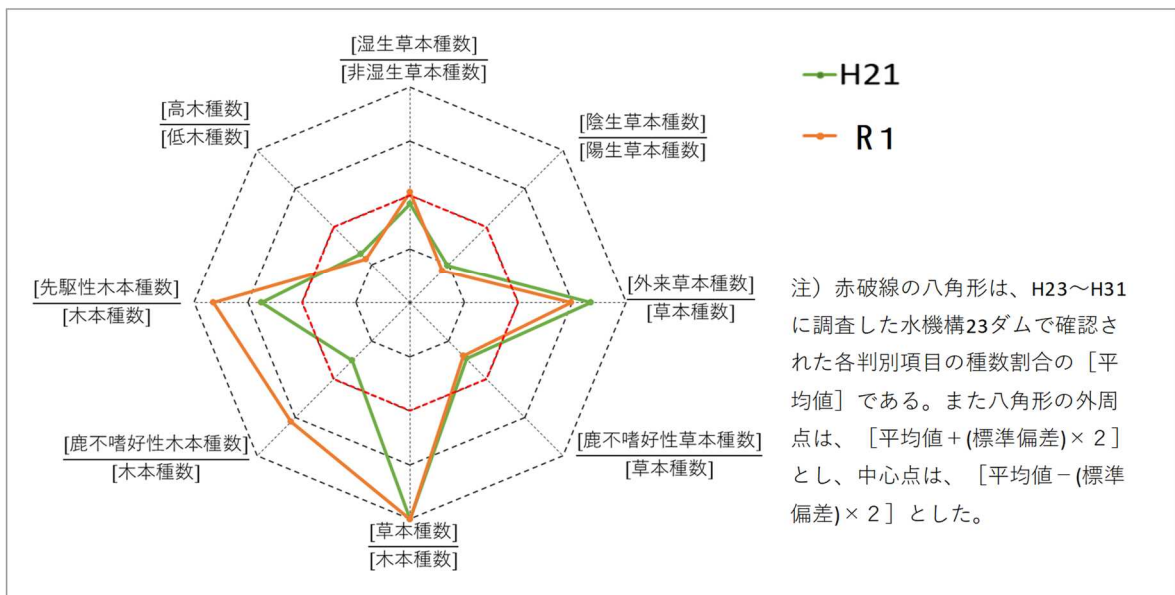 [湿生草本種数]
[非湿生草本種数]
[高木種数]
[低木種数]
[陰生草本種数]
[陽生草本種数]
[先駆性木本種数]
[木本種数]
[外来草本種数]
[草本種数]
[鹿不嗜好性木本種数]
[木本種数]
[鹿不嗜好性草本種数]
[草本種数]
[草本種数]
[木本種数]
H21
R 1
注）赤破線の八角形は、H23～H31
に調査した水機構23ダムで確認さ
れた各判別項目の種数割合の［平
均値］である。また八角形の外周
点は、［平均値＋(標準偏差)×２］
とし、中心点は、［平均値－(標準
偏差)×２］とした。